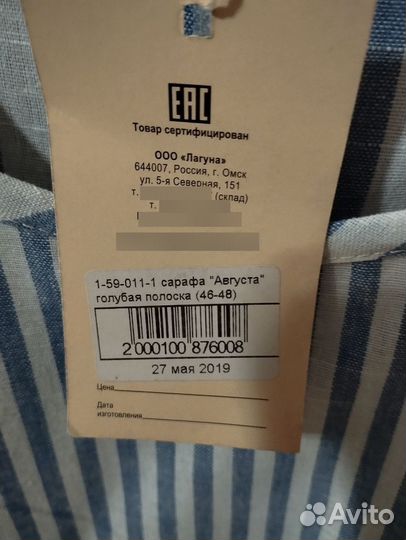 EAC
Товар сертифицирован
ООО «Лагуна»
644007, Россия, г. Омск
ул. 5-я Северная, 151
т. (склад)
т.
1-59-011-1 сарафа "Августа"
голубая полоска (46-48)
2 000100 876008
27 мая 2019
Цена
Дата
изготовления
Avito